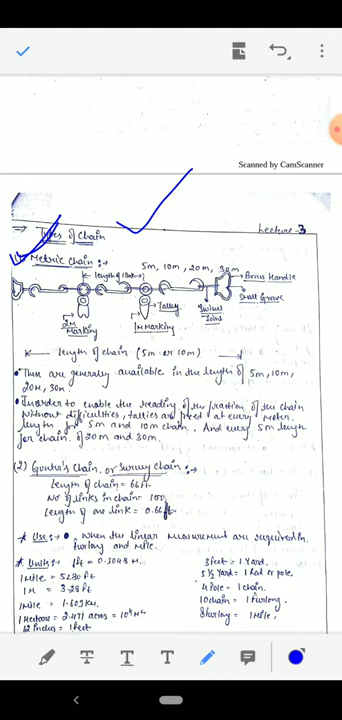 Scanned by CamScanner
⇒ Types of Chain
Lecture-3
(1) Metric Chain :-
5m, 10m, 20m, 30m
length of 1 link
Brass Handle
Small Groove
Tally
Swivel Joint
2M Marking
1M Marking
length of chain (5m or 10m)
• They are generally available in the length of 5m, 10m,
20m, 30m.
• Inorder to enable the reading of the fraction of the chain
without difficulties, tallies are fixed at every meter
length for 5m and 10m chain. And every 5m length
for chain of 20m and 30m.
(2) Gunter's Chain or Survey chain :-
Length of chain = 66ft
No of links in chain = 100
Length of one link = 0.66ft
* Use :- • When the linear measurement are required in
furlong and Mile.
* Units :- 1ft = 0.3048 M.
3 feet = 1 Yard.
1 Mile = 5280 ft
5 1/2 Yard = 1 Rod or pole
1 M = 3.28 ft
4 Pole = 1 chain.
1 Mile = 1.609 KM.
10 chain = 1 Furlong
1 Hectare = 2.471 acres = 10⁴ M²
8 furlong = 1 Mile.
12 inches = 1 feet